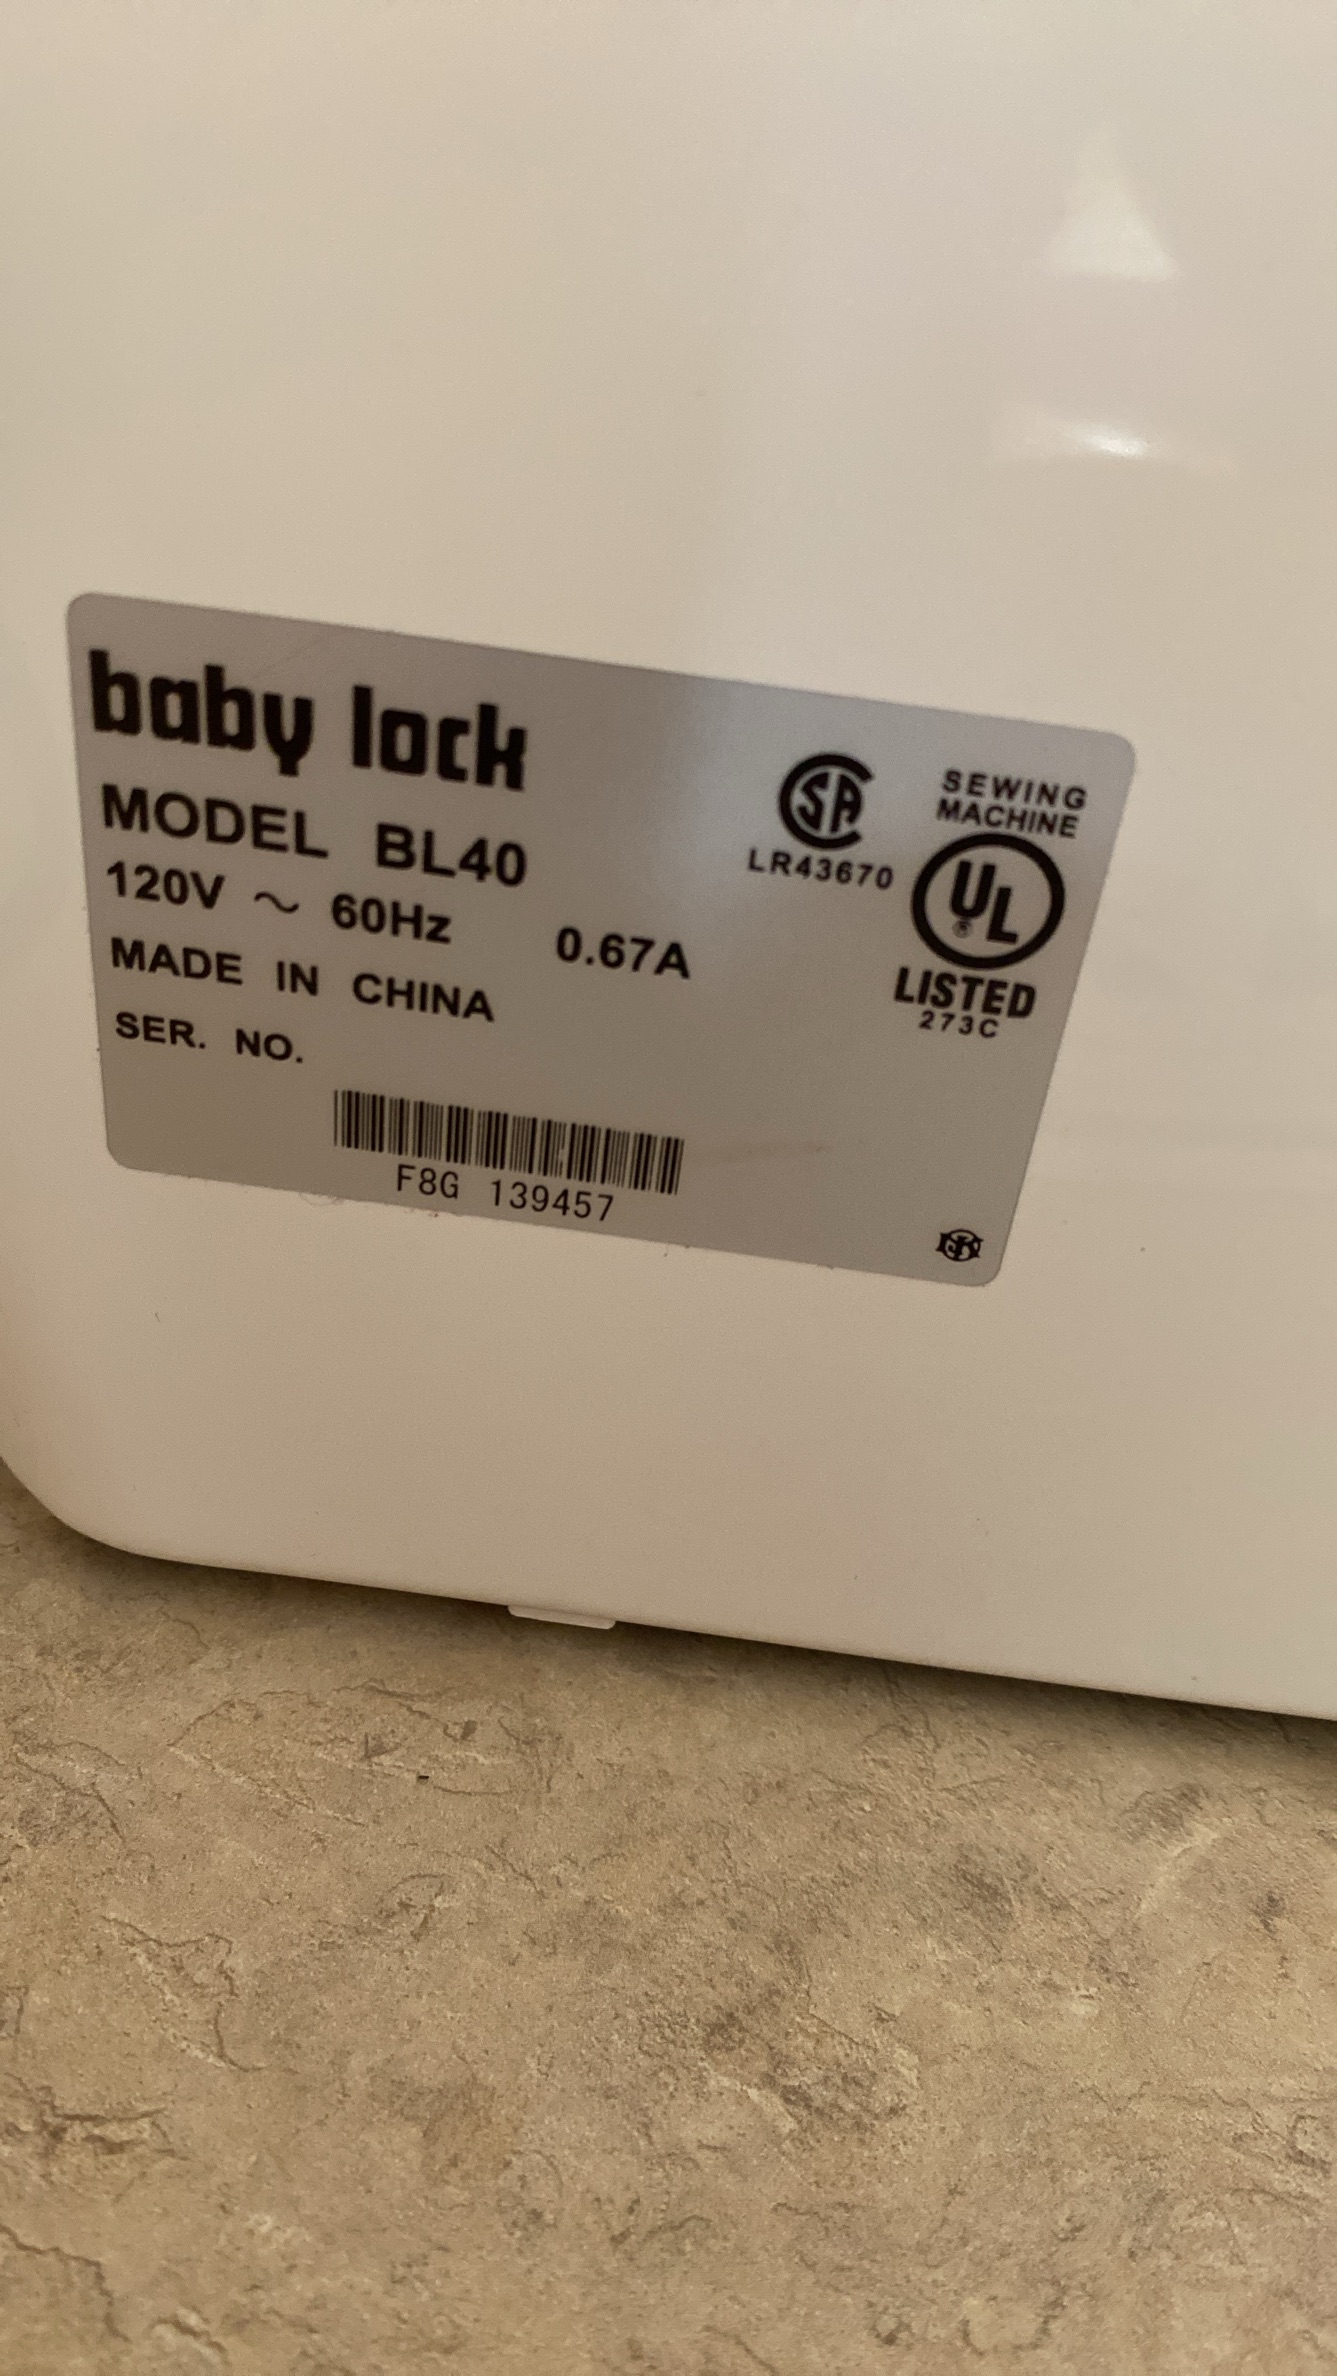 baby lock
MODEL BL40
120V ~ 60Hz 0.67A
MADE IN CHINA
SER. NO.
F8G 139457
SA
LR43670
SEWING
MACHINE
UL
®
LISTED
273C